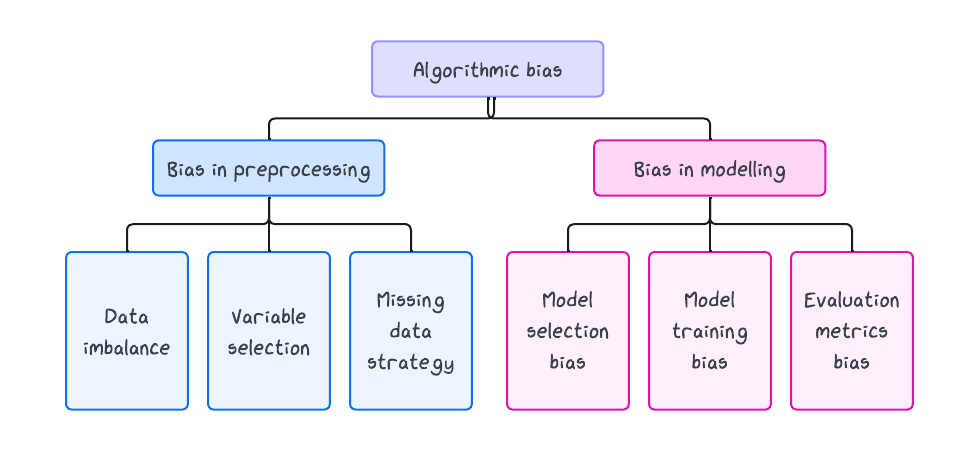 Algorithmic bias
Bias in preprocessing
Bias in modelling
Data
imbalance
Variable
selection
Missing
data
strategy
Model
selection
bias
Model
training
bias
Evaluation
metrics
bias